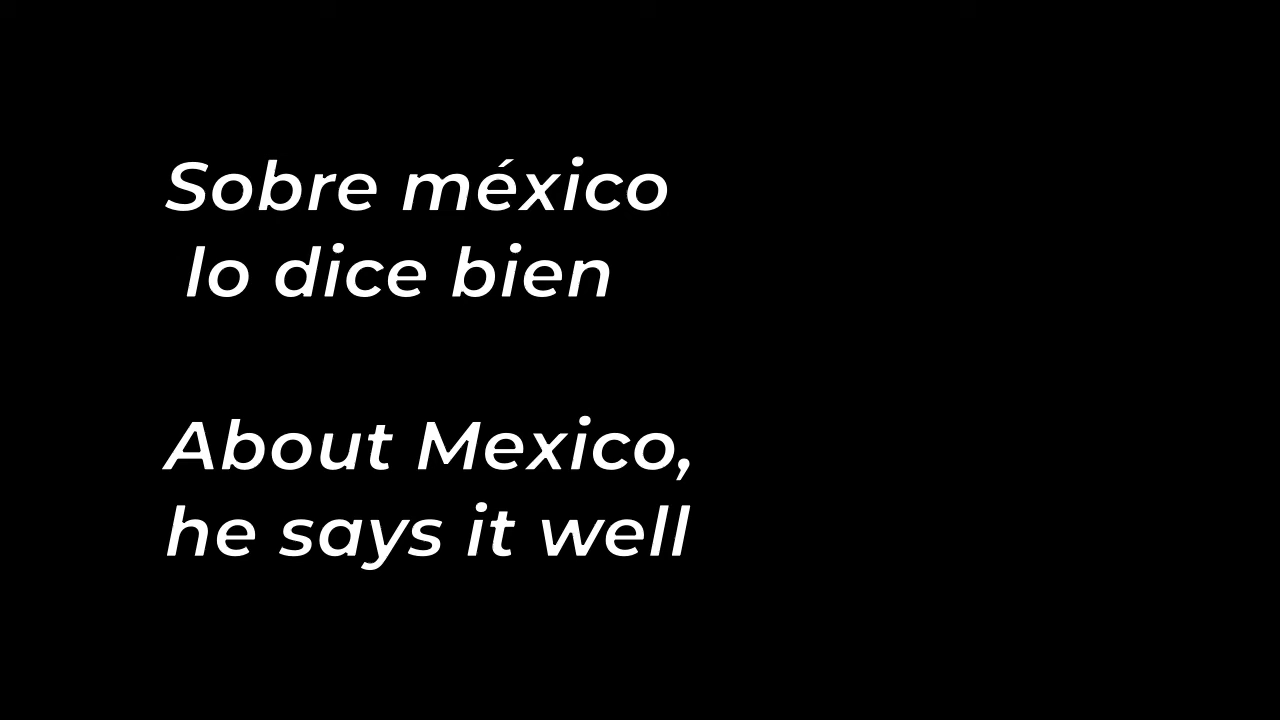 Sobre méxico
lo dice bien
About Mexico,
he says it well